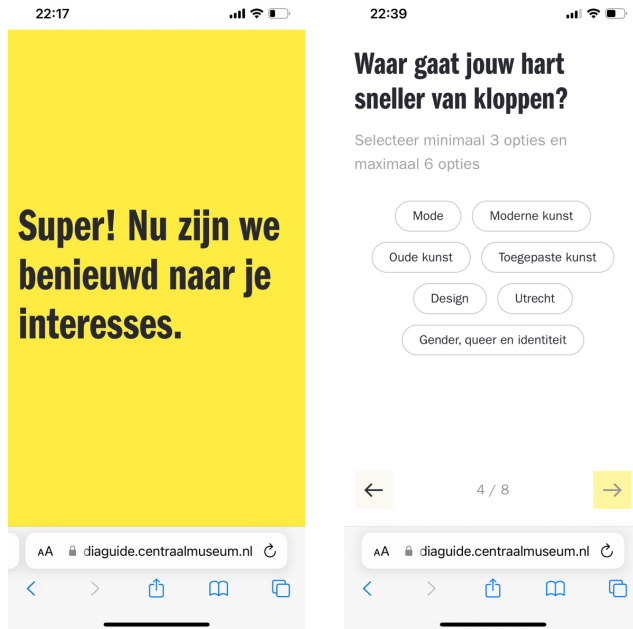 22:17
Super! Nu zijn we
benieuwd naar je
interesses.
AA diaguide.centraalmuseum.nl
22:39
Waar gaat jouw hart
sneller van kloppen?
Selecteer minimaal 3 opties en
maximaal 6 opties
Mode
Moderne kunst
Oude kunst
Toegepaste kunst
Design
Utrecht
Gender, queer en identiteit
4 / 8
AA diaguide.centraalmuseum.nl